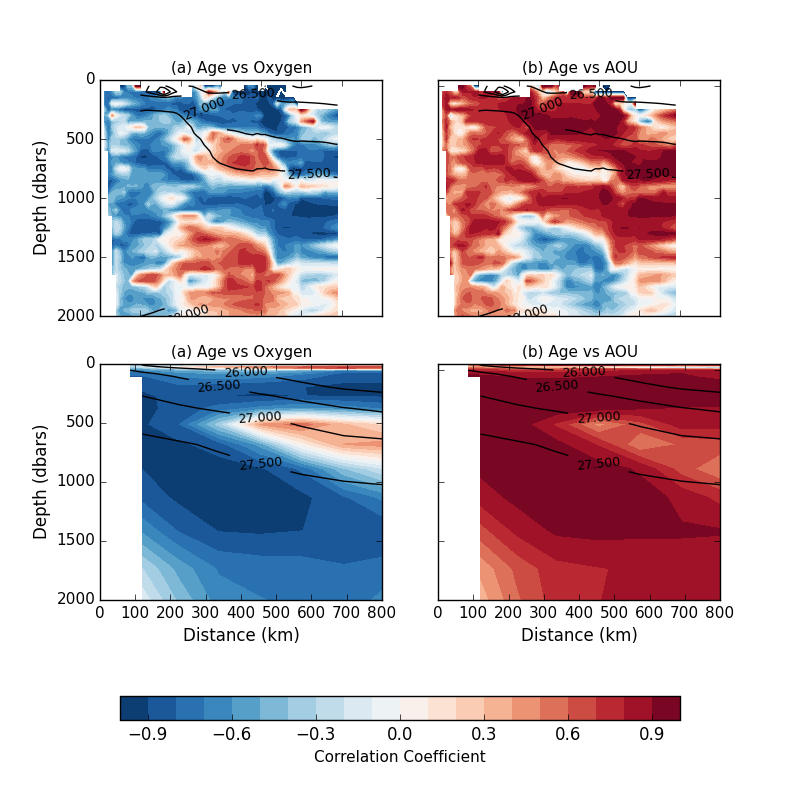 (a) Age vs Oxygen
(b) Age vs AOU
0
500
1000
1500
2000
Depth (dbars)
27.000
26.500
27.500
27.000
26.500
27.500
(a) Age vs Oxygen
(b) Age vs AOU
0
500
1000
1500
2000
Depth (dbars)
26.000
26.500
27.000
27.500
26.000
26.500
27.000
27.500
0 100 200 300 400 500 600 700 800
0 100 200 300 400 500 600 700 800
Distance (km)
Distance (km)
−0.9 −0.6 −0.3 0.0 0.3 0.6 0.9
Correlation Coefficient